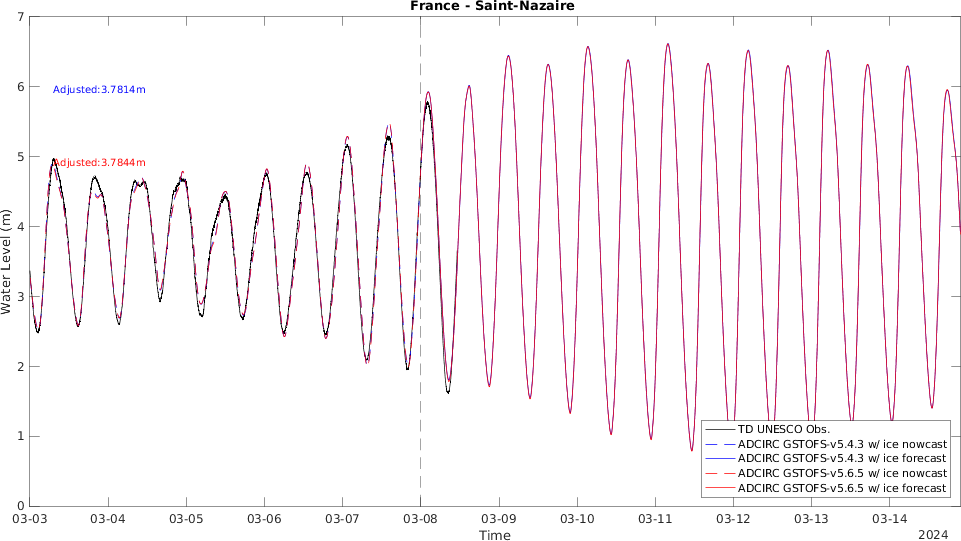 France - Saint-Nazaire
7
6
5
4
3
2
1
0
Water Level (m)
Adjusted:3.7814m
Adjusted:3.7844m
TD UNESCO Obs.
ADCIRC GSTOFS-v5.4.3 w/ ice nowcast
ADCIRC GSTOFS-v5.4.3 w/ ice forecast
ADCIRC GSTOFS-v5.6.5 w/ ice nowcast
ADCIRC GSTOFS-v5.6.5 w/ ice forecast
03-03 03-04 03-05 03-06 03-07 03-08 03-09 03-10 03-11 03-12 03-13 03-14
Time
2024